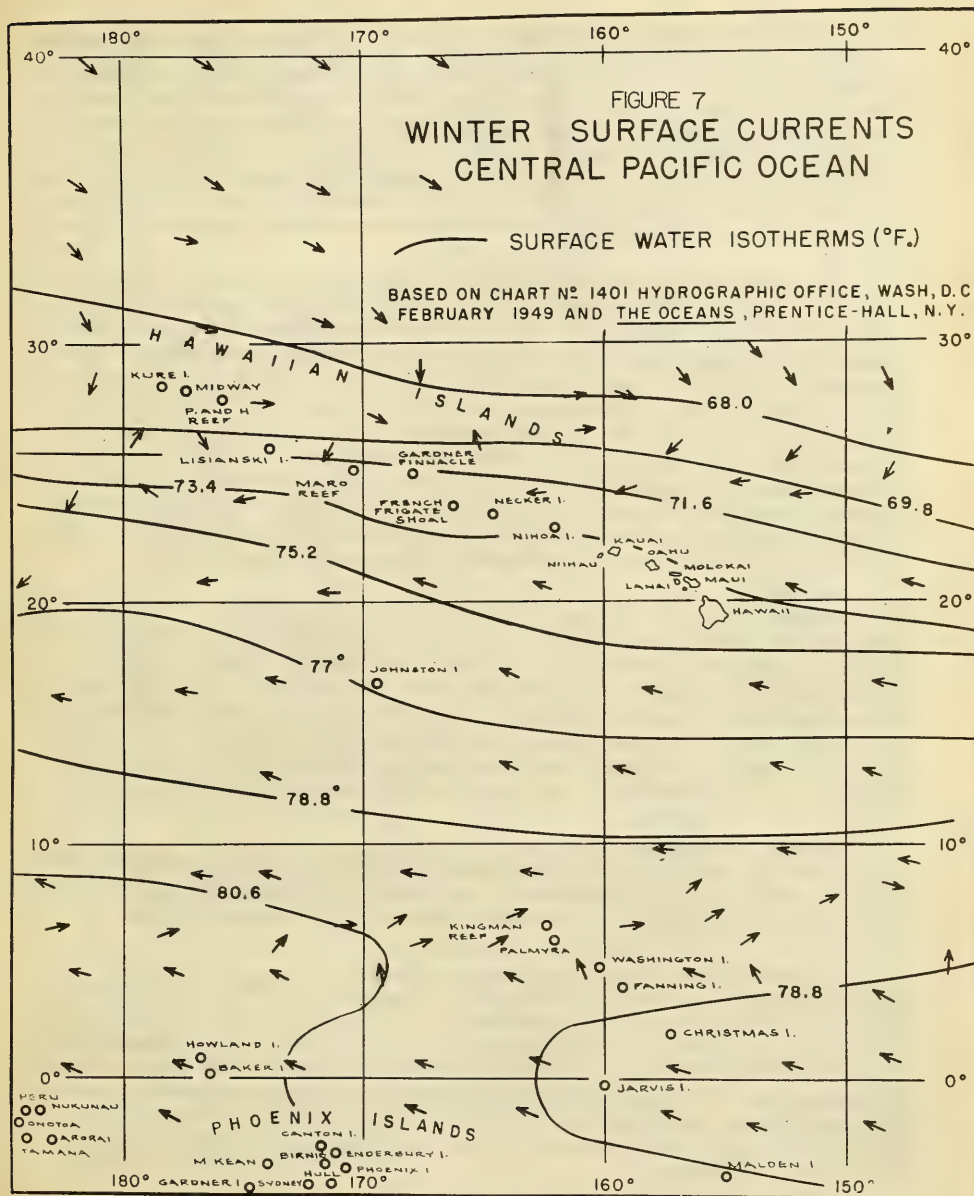 180° 170° 160° 150°
40° 40°
FIGURE 7
WINTER SURFACE CURRENTS
CENTRAL PACIFIC OCEAN
SURFACE WATER ISOTHERMS (°F.)
BASED ON CHART Nº 1401 HYDROGRAPHIC OFFICE, WASH, D.C
FEBRUARY 1949 AND THE OCEANS, PRENTICE-HALL, N.Y.
30° 30°
HAWAIIAN ISLANDS
KURE I.
MIDWAY
P. AND H
REEF
68.0
LISIANSKI I.
GARDNER
PINNACLE
MARO
REEF
73.4
FRENCH
FRIGATE
SHOAL
NECKER I.
71.6
69.8
NIHOA I.
KAUAI
OAHU
NIIHAU
MOLOKAI
LANAI
MAUI
HAWAII
75.2
20° 20°
77°
JOHNSTON I
78.8°
10° 10°
80.6
KINGMAN
REEF
PALMYRA
WASHINGTON I.
FANNING I.
78.8
CHRISTMAS I.
HOWLAND I.
BAKER I
0° 0°
JARVIS I.
PERU
NUKUNAU
ONOTOA
ARORAI
TAMANA
PHOENIX ISLANDS
CANTON I.
BIRNIE
ENDERBURY I.
M KEAN
HULL
PHOENIX I
GARDNER I
SYDNEY
MALDEN I
180° 170° 160° 150°